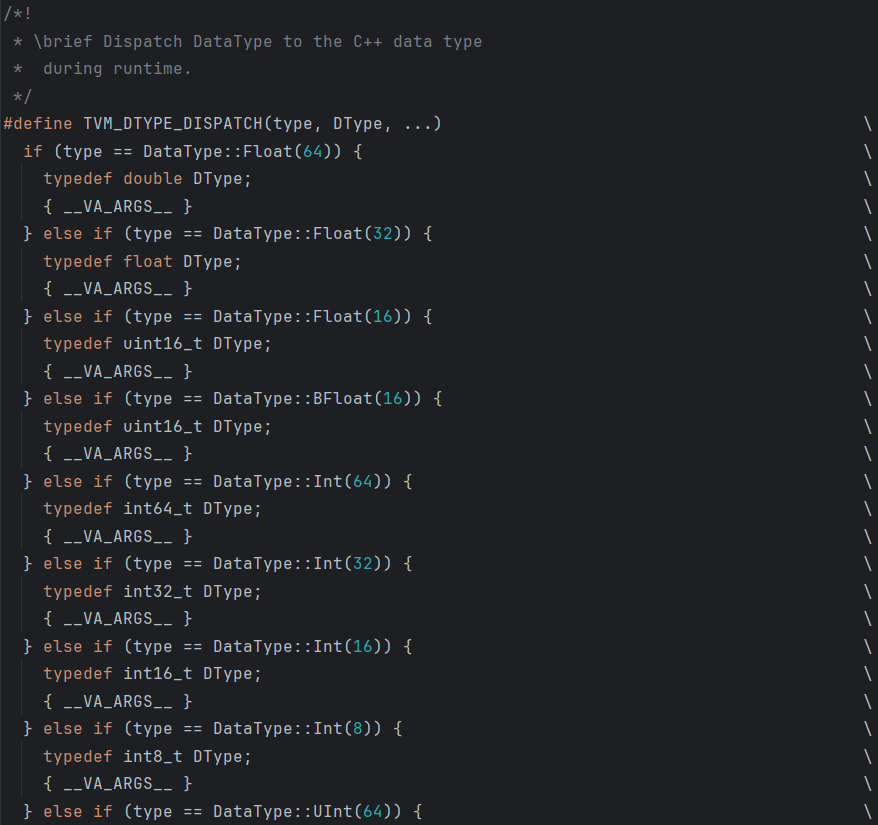 /*!
 * \brief Dispatch DataType to the C++ data type
 *  during runtime.
 */
#define TVM_DTYPE_DISPATCH(type, DType, ...) \
  if (type == DataType::Float(64)) { \
    typedef double DType; \
    { __VA_ARGS__ } \
  } else if (type == DataType::Float(32)) { \
    typedef float DType; \
    { __VA_ARGS__ } \
  } else if (type == DataType::Float(16)) { \
    typedef uint16_t DType; \
    { __VA_ARGS__ } \
  } else if (type == DataType::BFloat(16)) { \
    typedef uint16_t DType; \
    { __VA_ARGS__ } \
  } else if (type == DataType::Int(64)) { \
    typedef int64_t DType; \
    { __VA_ARGS__ } \
  } else if (type == DataType::Int(32)) { \
    typedef int32_t DType; \
    { __VA_ARGS__ } \
  } else if (type == DataType::Int(16)) { \
    typedef int16_t DType; \
    { __VA_ARGS__ } \
  } else if (type == DataType::Int(8)) { \
    typedef int8_t DType; \
    { __VA_ARGS__ } \
  } else if (type == DataType::UInt(64)) { \